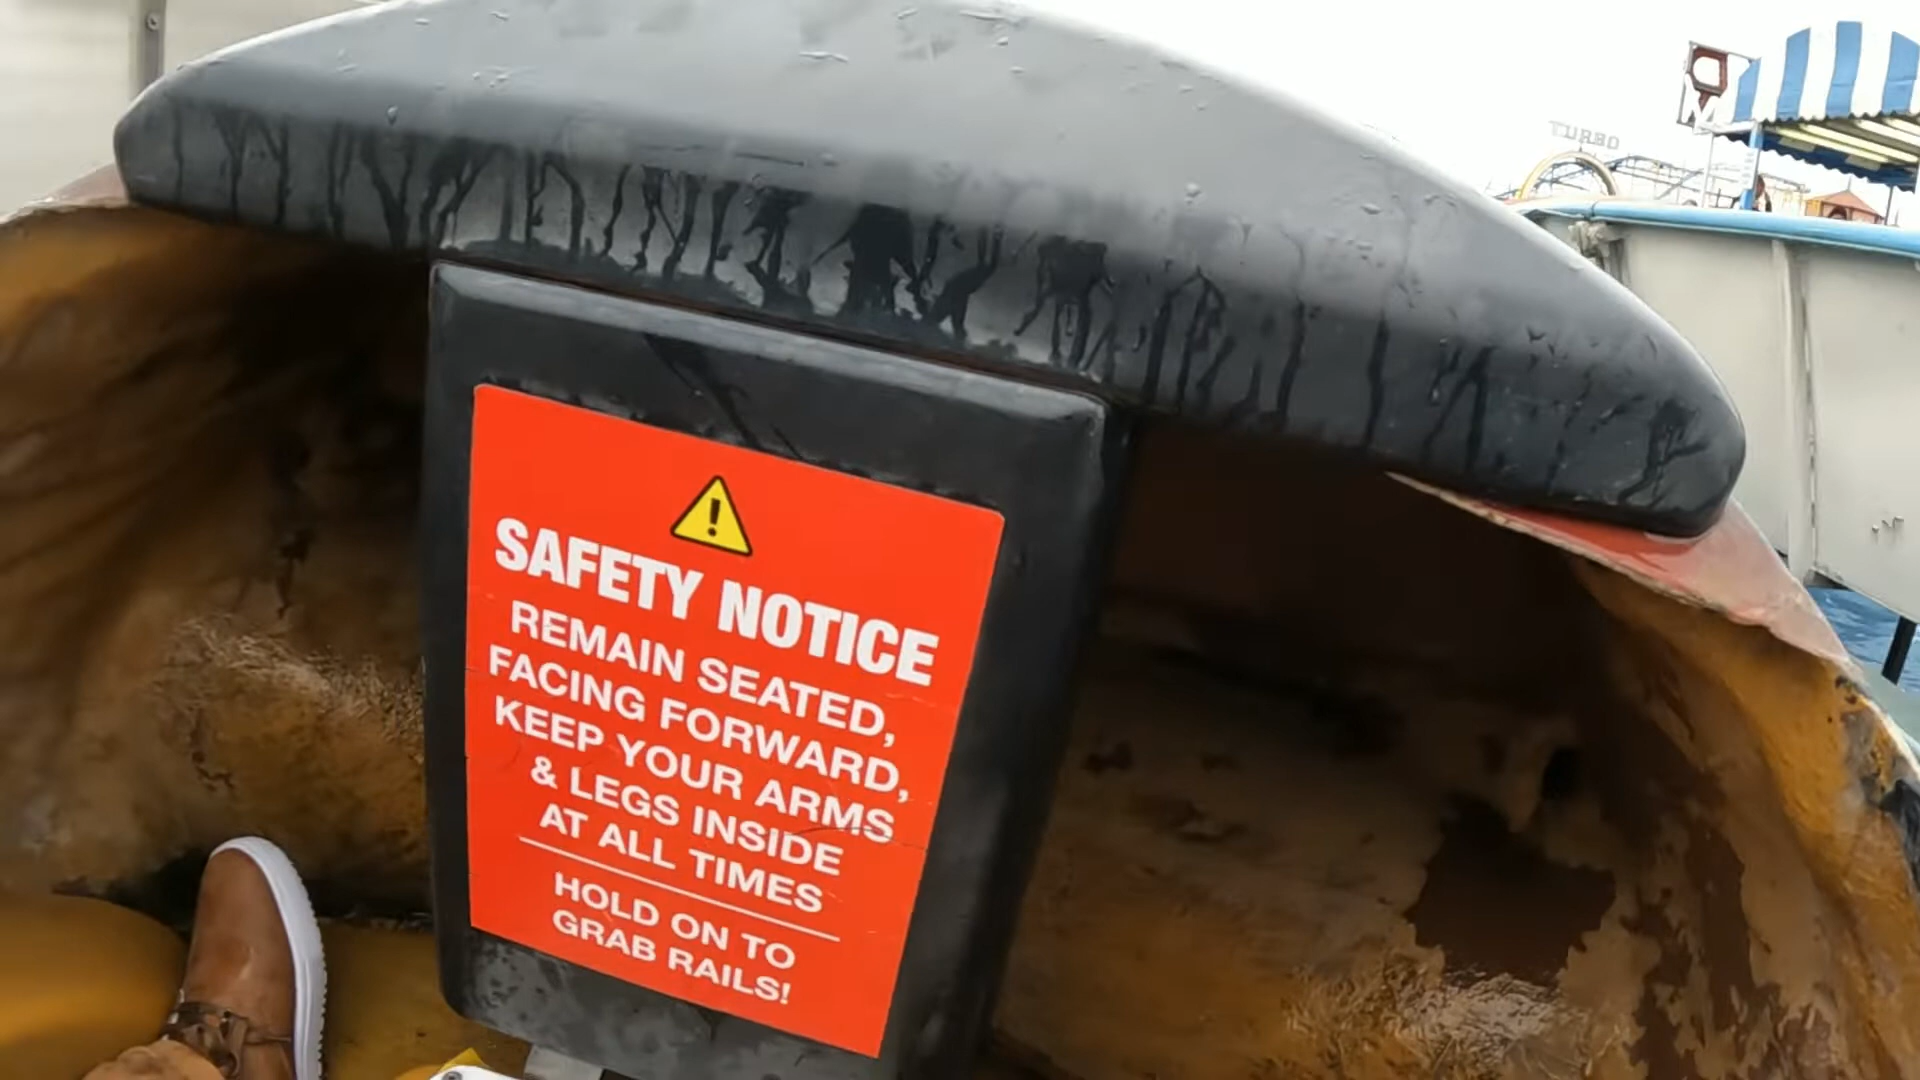 TURBO
SAFETY NOTICE
REMAIN SEATED,
FACING FORWARD,
KEEP YOUR ARMS
& LEGS INSIDE
AT ALL TIMES
HOLD ON TO
GRAB RAILS!